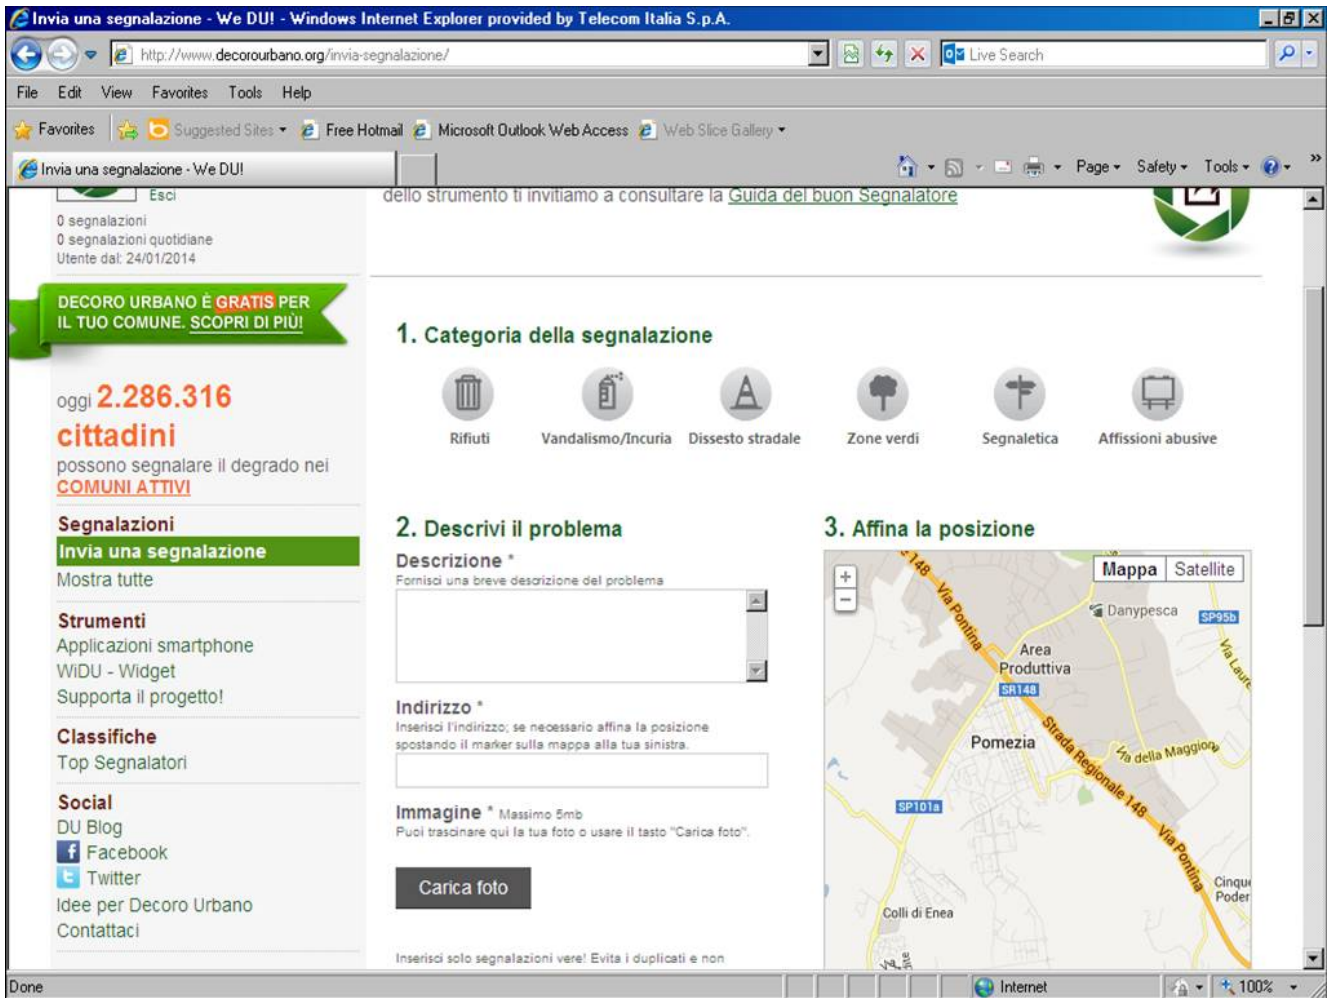 Invia una segnalazione - We DU! - Windows Internet Explorer provided by Telecom Italia S.p.A.
http://www.decorourbano.org/invia-segnalazione/
Live Search
File Edit View Favorites Tools Help
Favorites Suggested Sites Free Hotmail Microsoft Outlook Web Access Web Slice Gallery
Invia una segnalazione - We DU!
Page Safety Tools
Esci
0 segnalazioni
0 segnalazioni quotidiane
Utente dal: 24/01/2014
DECORO URBANO È GRATIS PER
IL TUO COMUNE. SCOPRI DI PIÙ!
oggi 2.286.316
cittadini
possono segnalare il degrado nei
COMUNI ATTIVI
Segnalazioni
Invia una segnalazione
Mostra tutte
Strumenti
Applicazioni smartphone
WiDU - Widget
Supporta il progetto!
Classifiche
Top Segnalatori
Social
DU Blog
Facebook
Twitter
Idee per Decoro Urbano
Contattaci
dello strumento ti invitiamo a consultare la Guida del buon Segnalatore
1. Categoria della segnalazione
Rifiuti
Vandalismo/Incuria
Dissesto stradale
Zone verdi
Segnaletica
Affissioni abusive
2. Descrivi il problema
Descrizione *
Fornisci una breve descrizione del problema
Indirizzo *
Inserisci l'indirizzo; se necessario affina la posizione
spostando il marker sulla mappa alla tua sinistra.
Immagine * Massimo 5mb
Puoi trascinare qui la tua foto o usare il tasto "Carica foto".
Carica foto
Inserisci solo segnalazioni vere! Evita i duplicati e non
3. Affina la posizione
+
−
Mappa Satellite
148
Via Pontina
Danypesca
SP95b
Via Laure
Area
Produttiva
SR148
Pomezia
Strada Regionale 148
Via della Maggiona
SP101a
Via Pontina
Cinqu
Poder
Colli di Enea
Done
Internet
100%